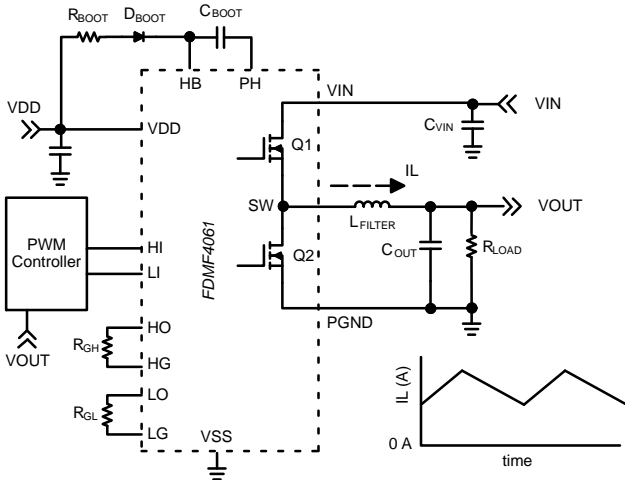 RBOOT DBOOT CBOOT
HB PH
VDD VDD VIN VIN
CVIN
Q1
IL
SW LFILTER VOUT
PWM Controller HI LI
FDMF4061
Q2 COUT RLOAD
PGND
VOUT
RGH HO HG
RGL LO LG
VSS
IL (A)
0 A
time